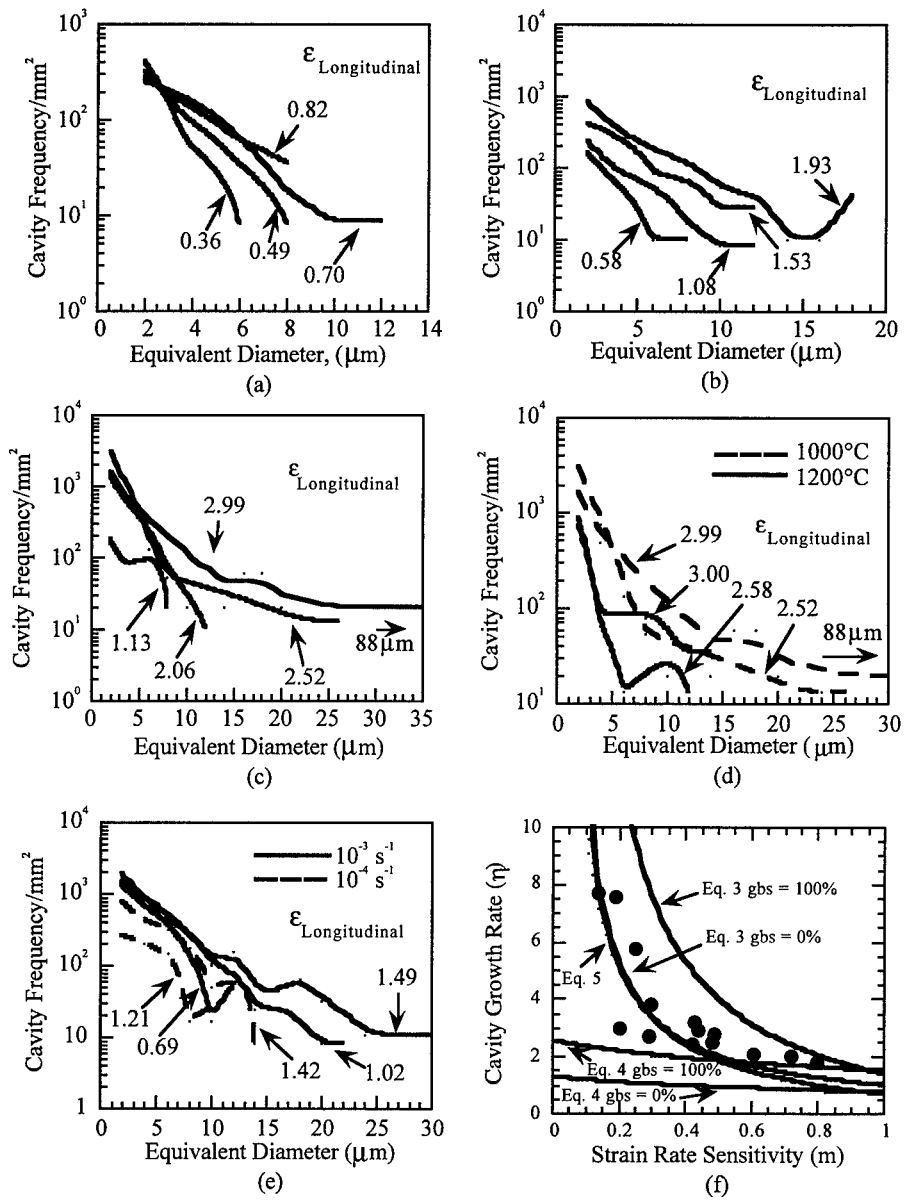 10³
10²
10¹
10⁰
Cavity Frequency/mm²
ε Longitudinal
0.82
0.36
0.49
0.70
0 2 4 6 8 10 12 14
Equivalent Diameter, (μm)
(a)
10⁴
10³
10²
10¹
10⁰
Cavity Frequency/mm²
ε Longitudinal
1.93
0.58
1.08
1.53
0 5 10 15 20
Equivalent Diameter (μm)
(b)
10⁴
10³
10²
10¹
10⁰
Cavity Frequency/mm²
ε Longitudinal
2.99
1.13
2.06
2.52
88μm
0 5 10 15 20 25 30 35
Equivalent Diameter (μm)
(c)
10⁴
10³
10²
10¹
Cavity Frequency/mm²
1000°C
1200°C
ε Longitudinal
2.99
3.00
2.58
2.52
88μm
0 5 10 15 20 25 30
Equivalent Diameter ( μm)
(d)
10⁴
1000
100
10
1
Cavity Frequency/mm²
10⁻³ s⁻¹
10⁻⁴ s⁻¹
ε Longitudinal
1.49
1.21
0.69
1.42
1.02
0 5 10 15 20 25 30
Equivalent Diameter (μm)
(e)
10
8
6
4
2
0
Cavity Growth Rate (η)
Eq. 3 gbs = 100%
Eq. 3 gbs = 0%
Eq. 5
Eq. 4 gbs = 100%
Eq. 4 gbs = 0%
0 0.2 0.4 0.6 0.8 1
Strain Rate Sensitivity (m)
(f)